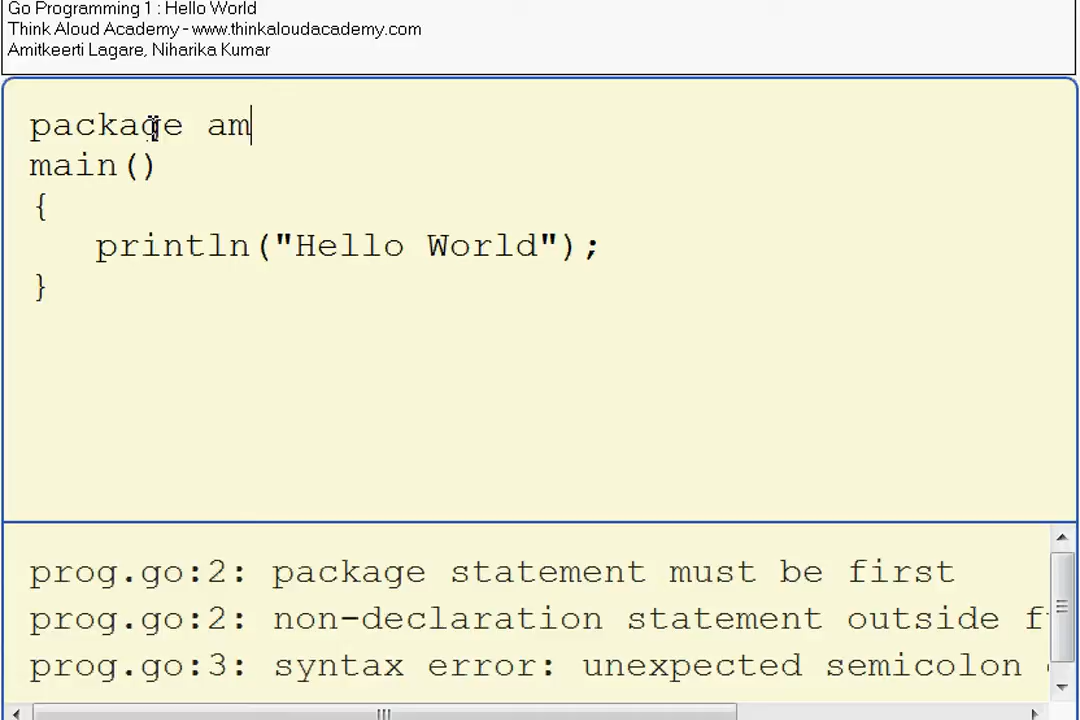 Go Programming 1 : Hello World
Think Aloud Academy - www.thinkaloudacademy.com
Amitkeerti Lagare, Niharika Kumar
package am
main()
{
println("Hello World");
}
prog.go:2: package statement must be first
prog.go:2: non-declaration statement outside
prog.go:3: syntax error: unexpected semicolon